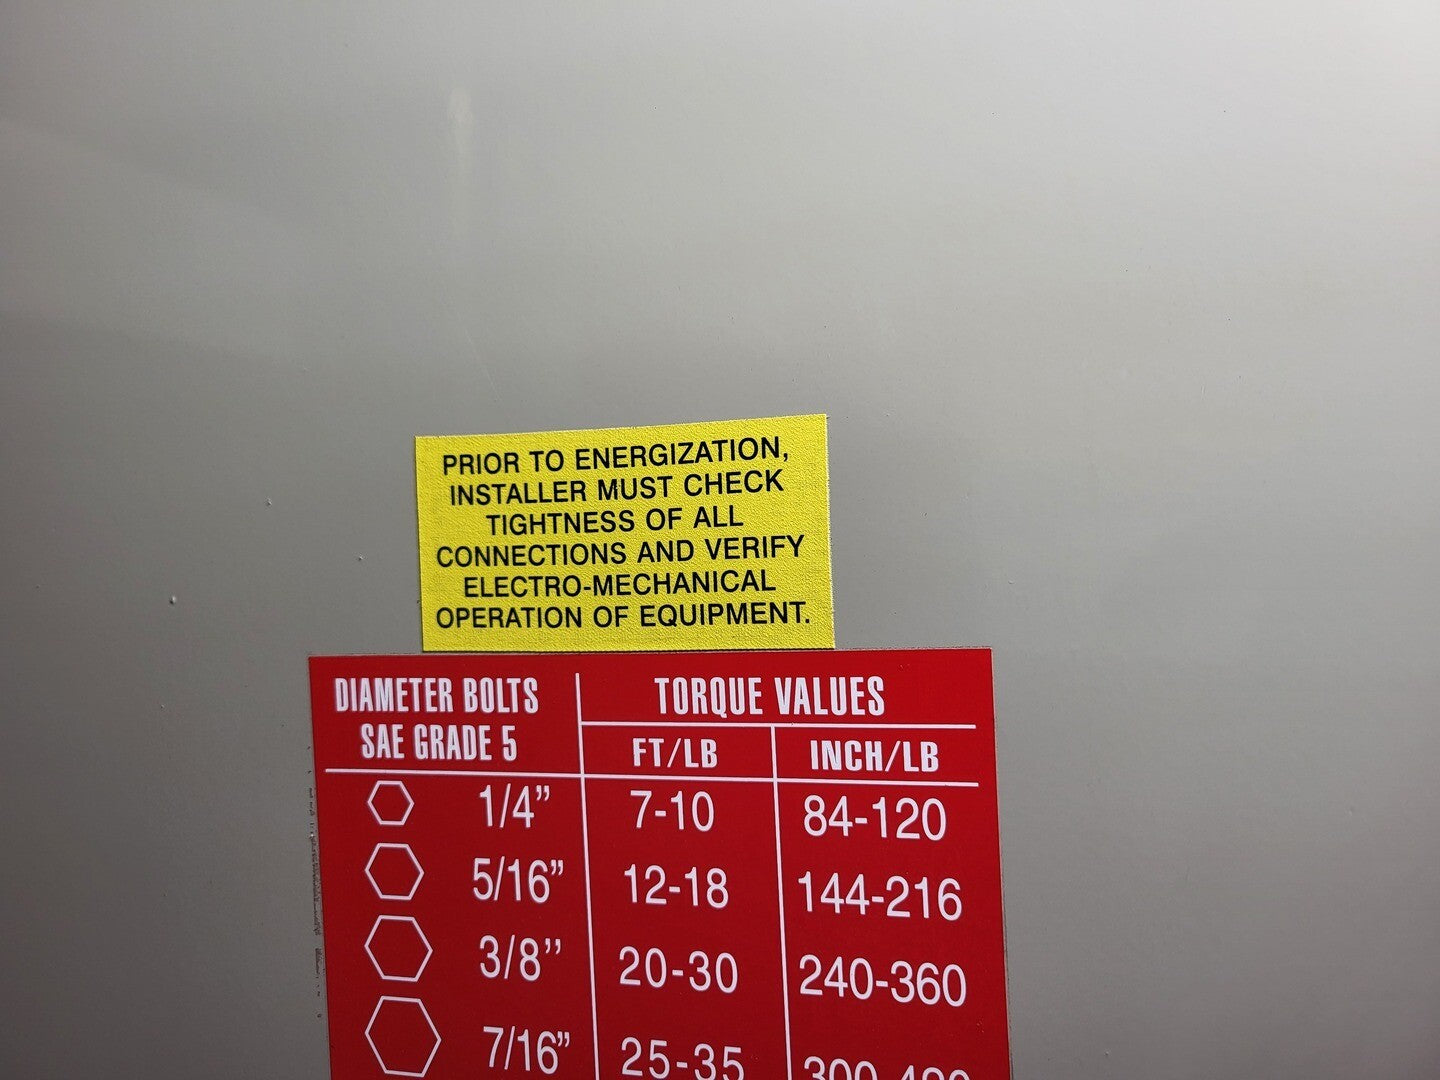 PRIOR TO ENERGIZATION,
INSTALLER MUST CHECK
TIGHTNESS OF ALL
CONNECTIONS AND VERIFY
ELECTRO-MECHANICAL
OPERATION OF EQUIPMENT.
DIAMETER BOLTS
SAE GRADE 5
TORQUE VALUES
FT/LB INCH/LB
1/4” 7-10 84-120
5/16” 12-18 144-216
3/8” 20-30 240-360
7/16” 25-35